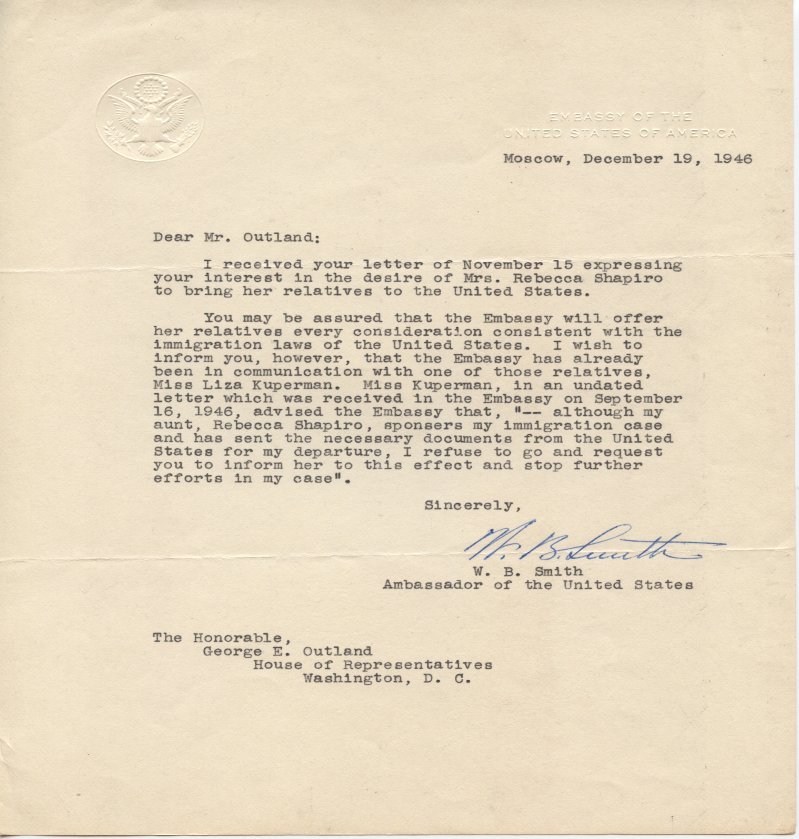 EMBASSY OF THE
UNITED STATES OF AMERICA
Moscow, December 19, 1946
Dear Mr. Outland:
I received your letter of November 15 expressing
your interest in the desire of Mrs. Rebecca Shapiro
to bring her relatives to the United States.
You may be assured that the Embassy will offer
her relatives every consideration consistent with the
immigration laws of the United States. I wish to
inform you, however, that the Embassy has already
been in communication with one of those relatives,
Miss Liza Kuperman. Miss Kuperman, in an undated
letter which was received in the Embassy on September
16, 1946, advised the Embassy that, "-- although my
aunt, Rebecca Shapiro, sponsers my immigration case
and has sent the necessary documents from the United
States for my departure, I refuse to go and request
you to inform her to this effect and stop further
efforts in my case".
Sincerely,
W. B. Smith
W. B. Smith
Ambassador of the United States
The Honorable,
George E. Outland
House of Representatives
Washington, D. C.